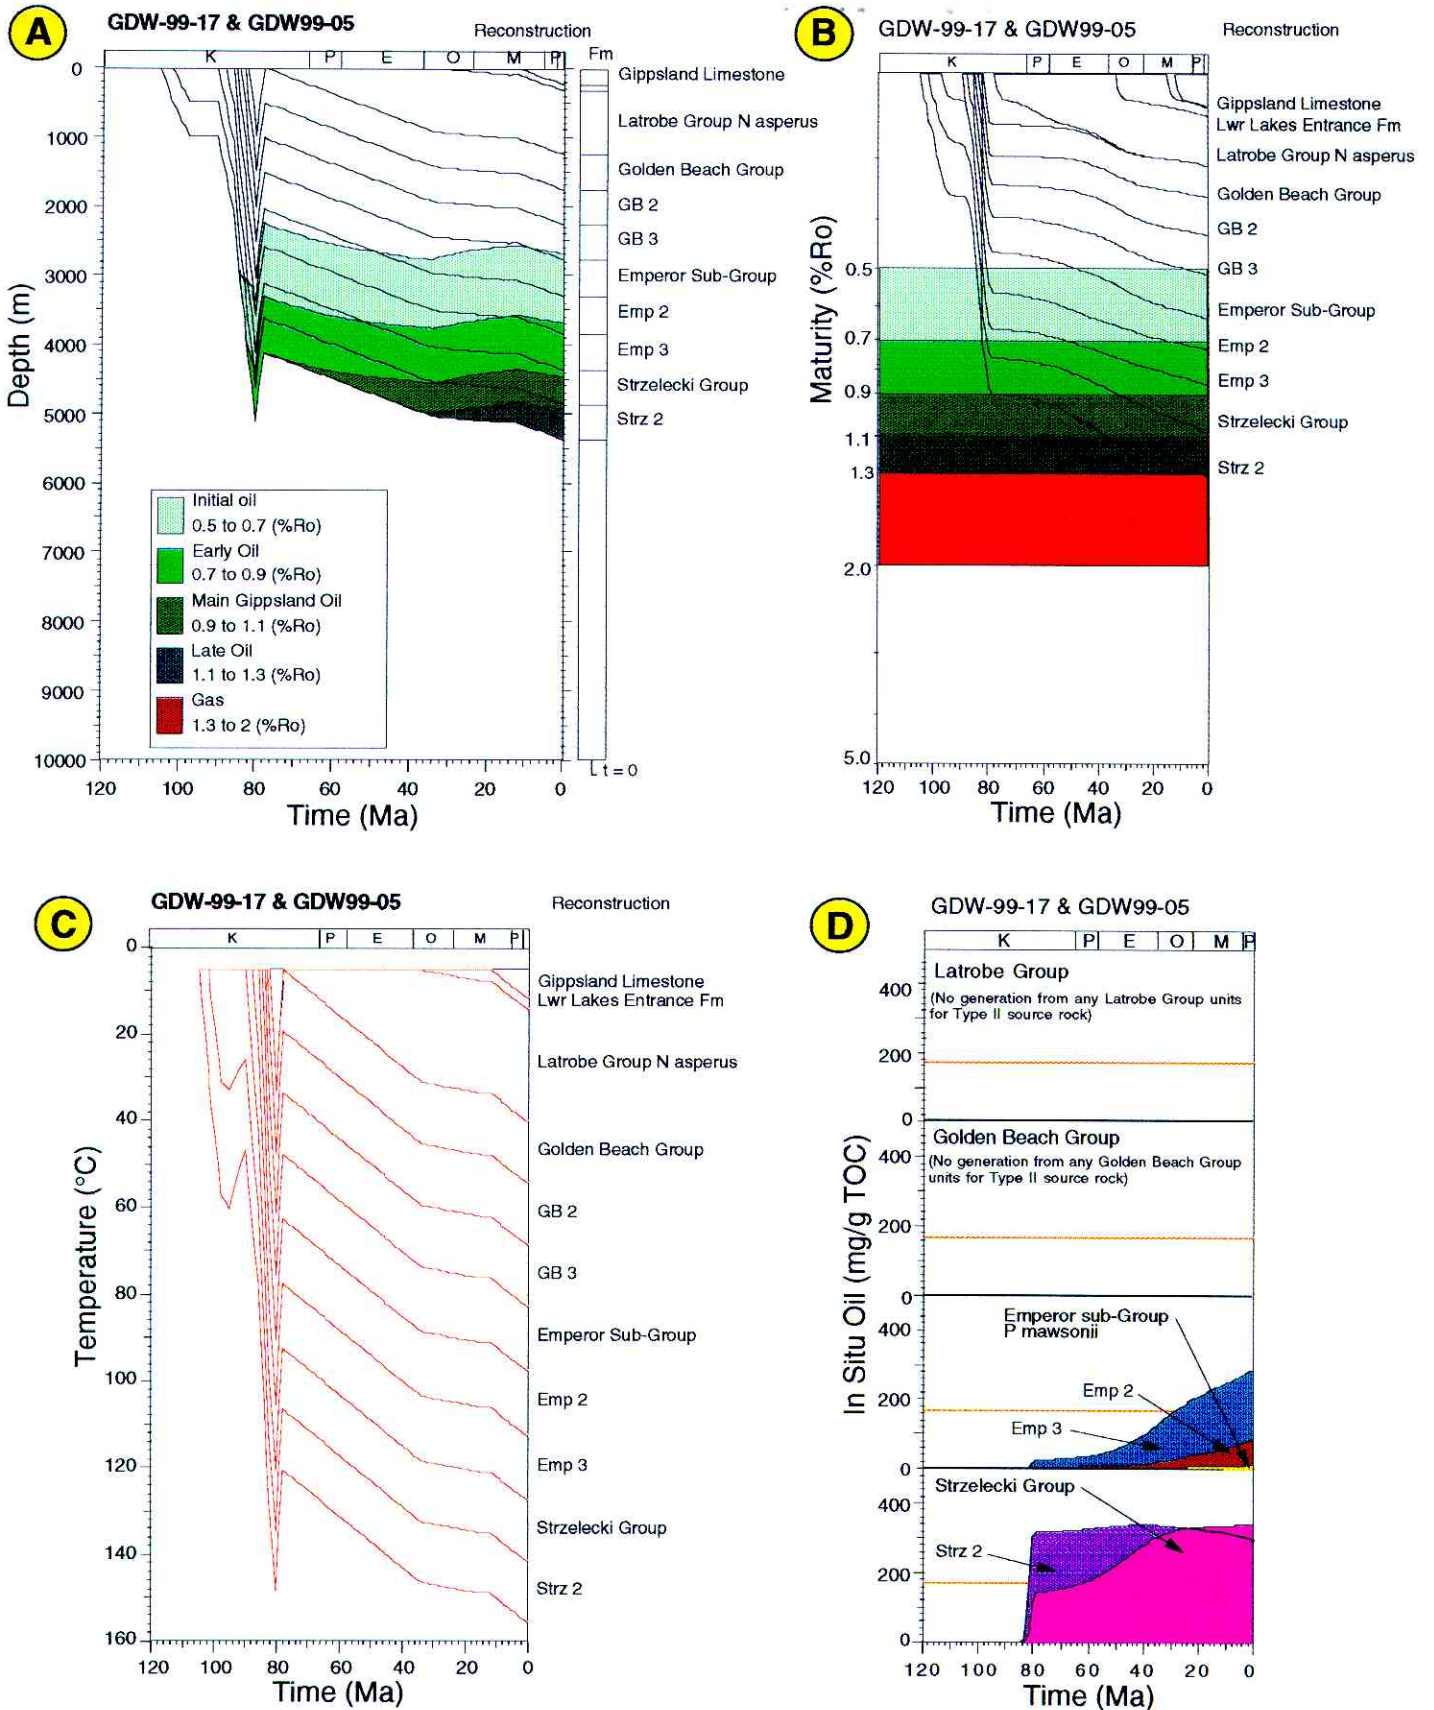 A
GDW-99-17 & GDW99-05
Reconstruction
K P E O M P
Fm
0
1000
2000
3000
4000
5000
6000
7000
8000
9000
10000
Depth (m)
Gippsland Limestone
Latrobe Group N asperus
Golden Beach Group
GB 2
GB 3
Emperor Sub-Group
Emp 2
Emp 3
Strzelecki Group
Strz 2
Initial oil
0.5 to 0.7 (%Ro)
Early Oil
0.7 to 0.9 (%Ro)
Main Gippsland Oil
0.9 to 1.1 (%Ro)
Late Oil
1.1 to 1.3 (%Ro)
Gas
1.3 to 2 (%Ro)
t = 0
120 100 80 60 40 20 0
Time (Ma)
B
GDW-99-17 & GDW99-05
Reconstruction
K P E O M P
Maturity (%Ro)
0.5
0.7
0.9
1.1
1.3
2.0
5.0
Gippsland Limestone
Lwr Lakes Entrance Fm
Latrobe Group N asperus
Golden Beach Group
GB 2
GB 3
Emperor Sub-Group
Emp 2
Emp 3
Strzelecki Group
Strz 2
120 100 80 60 40 20 0
Time (Ma)
C
GDW-99-17 & GDW99-05
Reconstruction
K P E O M P
Temperature (°C)
0
20
40
60
80
100
120
140
160
Gippsland Limestone
Lwr Lakes Entrance Fm
Latrobe Group N asperus
Golden Beach Group
GB 2
GB 3
Emperor Sub-Group
Emp 2
Emp 3
Strzelecki Group
Strz 2
120 100 80 60 40 20 0
Time (Ma)
D
GDW-99-17 & GDW99-05
K P E O M P
In Situ Oil (mg/g TOC)
Latrobe Group
(No generation from any Latrobe Group units
for Type II source rock)
400
200
0
Golden Beach Group
(No generation from any Golden Beach Group
units for Type II source rock)
400
200
0
Emperor sub-Group
P mawsonii
Emp 2
Emp 3
400
200
0
Strzelecki Group
Strz 2
400
200
0
120 100 80 60 40 20 0
Time (Ma)